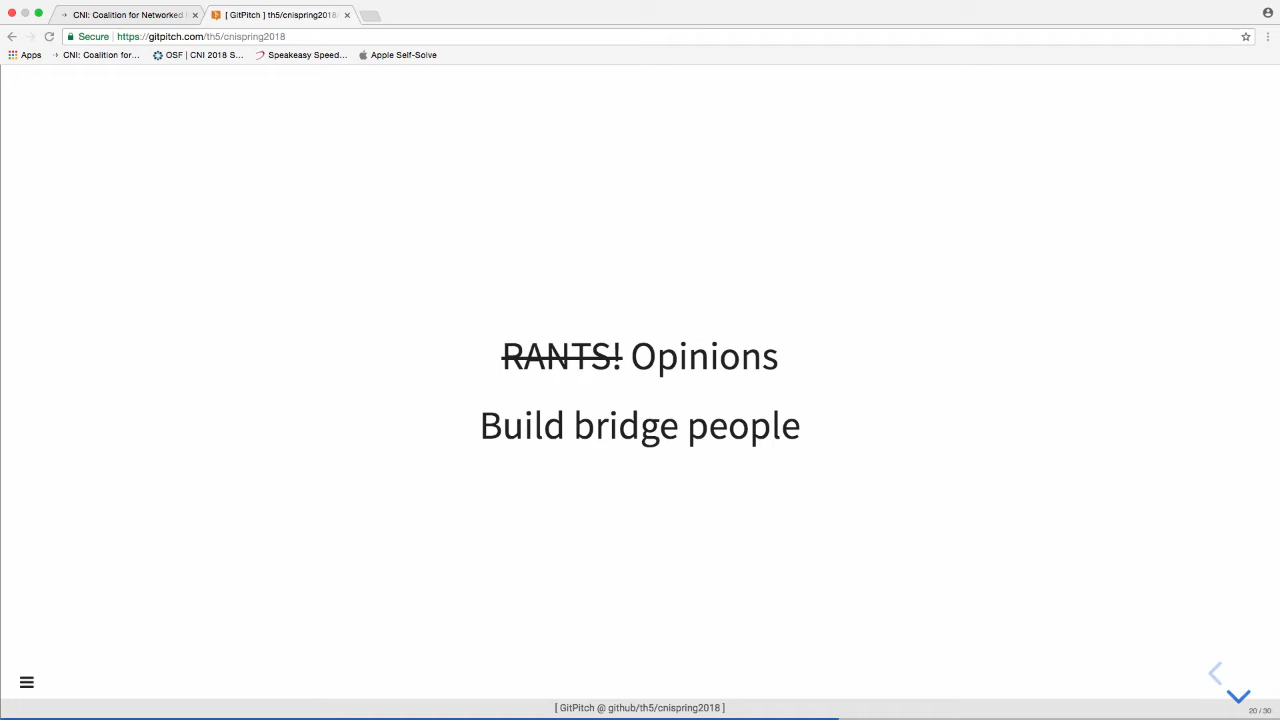 CNI: Coalition for Networked
[ GitPitch ] th5/cnispring2018
Secure https://gitpitch.com/th5/cnispring2018
Apps CNI: Coalition for... OSF | CNI 2018 S... Speakeasy Speed... Apple Self-Solve
RANTS! Opinions
Build bridge people
[ GitPitch @ github/th5/cnispring2018 ]
20 / 30